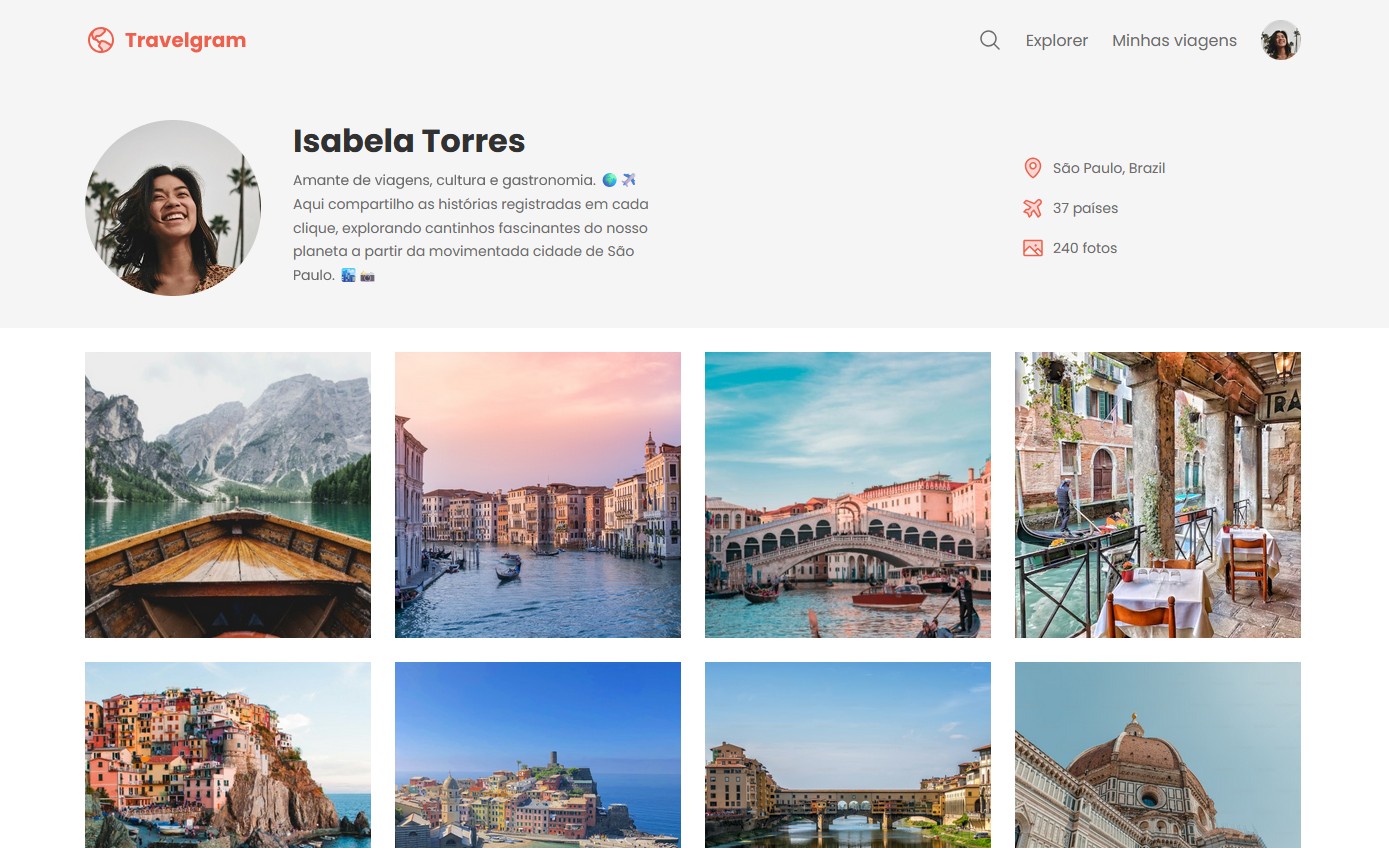 Travelgram
Explorer
Minhas viagens
Isabela Torres
Amante de viagens, cultura e gastronomia. 🌎 ✈️
Aqui compartilho as histórias registradas em cada
clique, explorando cantinhos fascinantes do nosso
planeta a partir da movimentada cidade de São
Paulo. 🏙️ 📷
São Paulo, Brazil
37 países
240 fotos
TRA